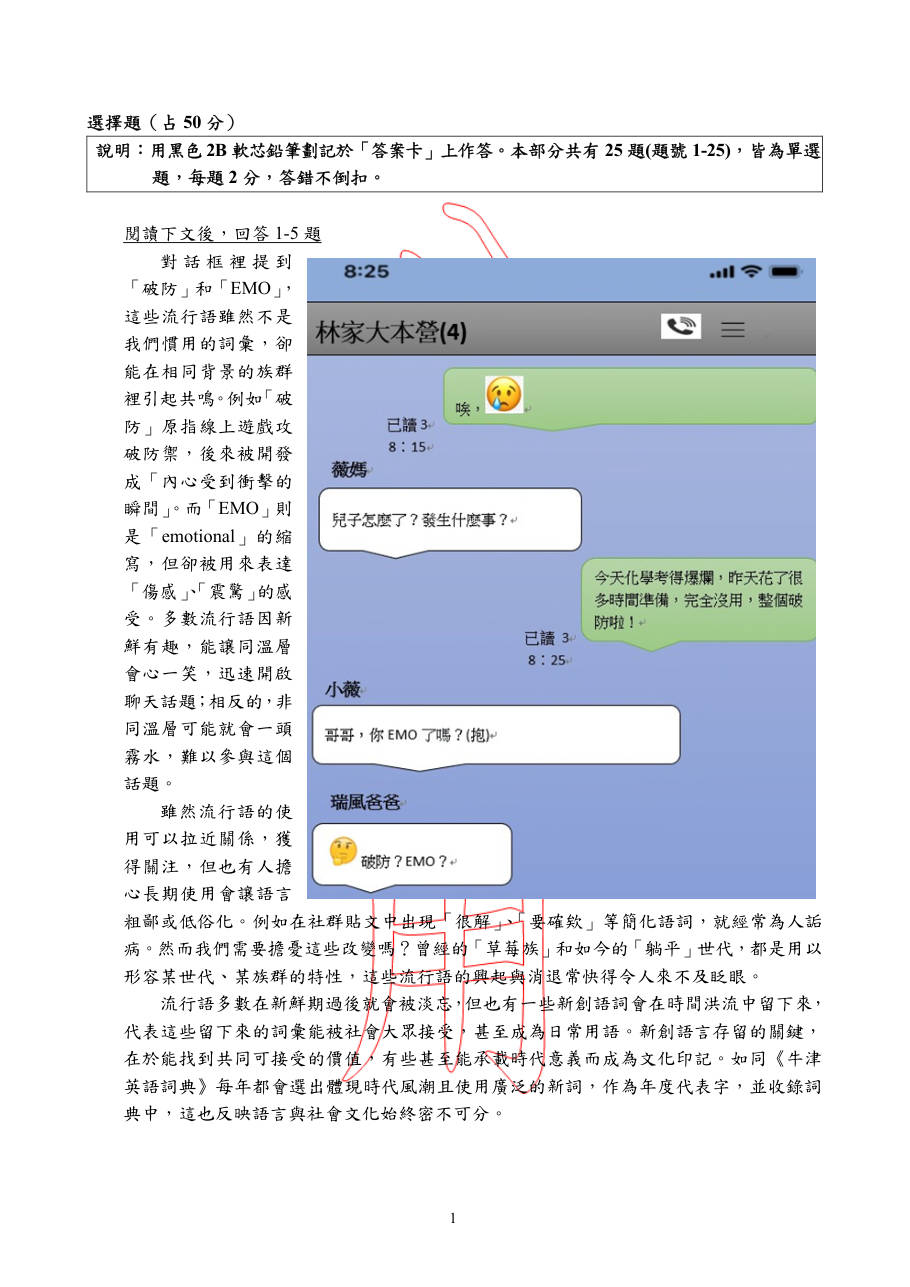 選擇題（占 50 分）
說明：用黑色 2B 軟芯鉛筆劃記於「答案卡」上作答。本部分共有 25 題(題號 1-25)，皆為單選
題，每題 2 分，答錯不倒扣。
閱讀下文後，回答 1-5 題
對話框裡提到
「破防」和「EMO」，
這些流行語雖然不是
我們慣用的詞彙，卻
能在相同背景的族群
裡引起共鳴。例如「破
防」原指線上遊戲攻
破防禦，後來被開發
成「內心受到衝擊的
瞬間」。而「EMO」則
是「emotional」的縮
寫，但卻被用來表達
「傷感」、「震驚」的感
受。多數流行語因新
鮮有趣，能讓同溫層
會心一笑，迅速開啟
聊天話題；相反的，非
同溫層可能就會一頭
霧水，難以參與這個
話題。
8:25
林家大本營(4)
唉，
已讀 3
8：15
薇媽
兒子怎麼了？發生什麼事？
今天化學考得爆爛，昨天花了很
多時間準備，完全沒用，整個破
防啦！
已讀 3
8：25
小薇
哥哥，你 EMO 了嗎？(抱)
瑞風爸爸
破防？EMO？
雖然流行語的使
用可以拉近關係，獲
得關注，但也有人擔
心長期使用會讓語言
粗鄙或低俗化。例如在社群貼文中出現「很解」、「要確欸」等簡化語詞，就經常為人詬
病。然而我們需要擔憂這些改變嗎？曾經的「草莓族」和如今的「躺平」世代，都是用以
形容某世代、某族群的特性，這些流行語的興起與消退常快得令人來不及眨眼。
流行語多數在新鮮期過後就會被淡忘，但也有一些新創語詞會在時間洪流中留下來，
代表這些留下來的詞彙能被社會大眾接受，甚至成為日常用語。新創語言存留的關鍵，
在於能找到共同可接受的價值，有些甚至能承載時代意義而成為文化印記。如同《牛津
英語詞典》每年都會選出體現時代風潮且使用廣泛的新詞，作為年度代表字，並收錄詞
典中，這也反映語言與社會文化始終密不可分。
1